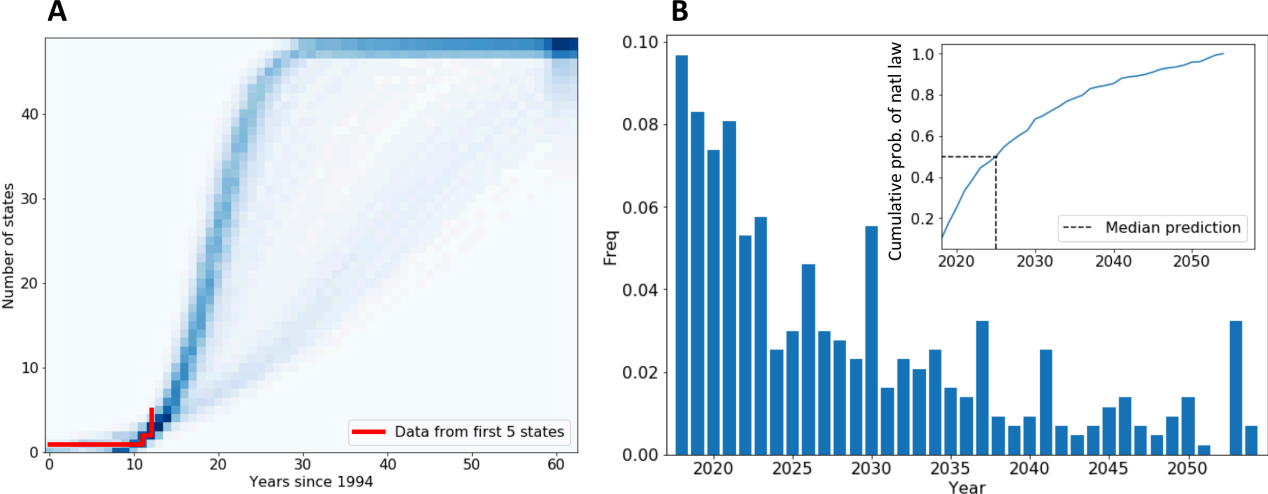 A
Number of states
40
30
20
10
0
0 10 20 30 40 50 60
Years since 1994
Data from first 5 states
B
Freq
0.10
0.08
0.06
0.04
0.02
0.00
2020 2025 2030 2035 2040 2045 2050
Year
Cumulative prob. of natl law
1.0
0.8
0.6
0.4
0.2
2020 2030 2040 2050
Median prediction